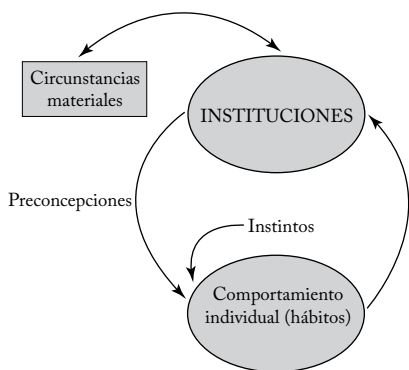 Circunstancias
materiales
INSTITUCIONES
Preconcepciones
Instintos
Comportamiento
individual (hábitos)